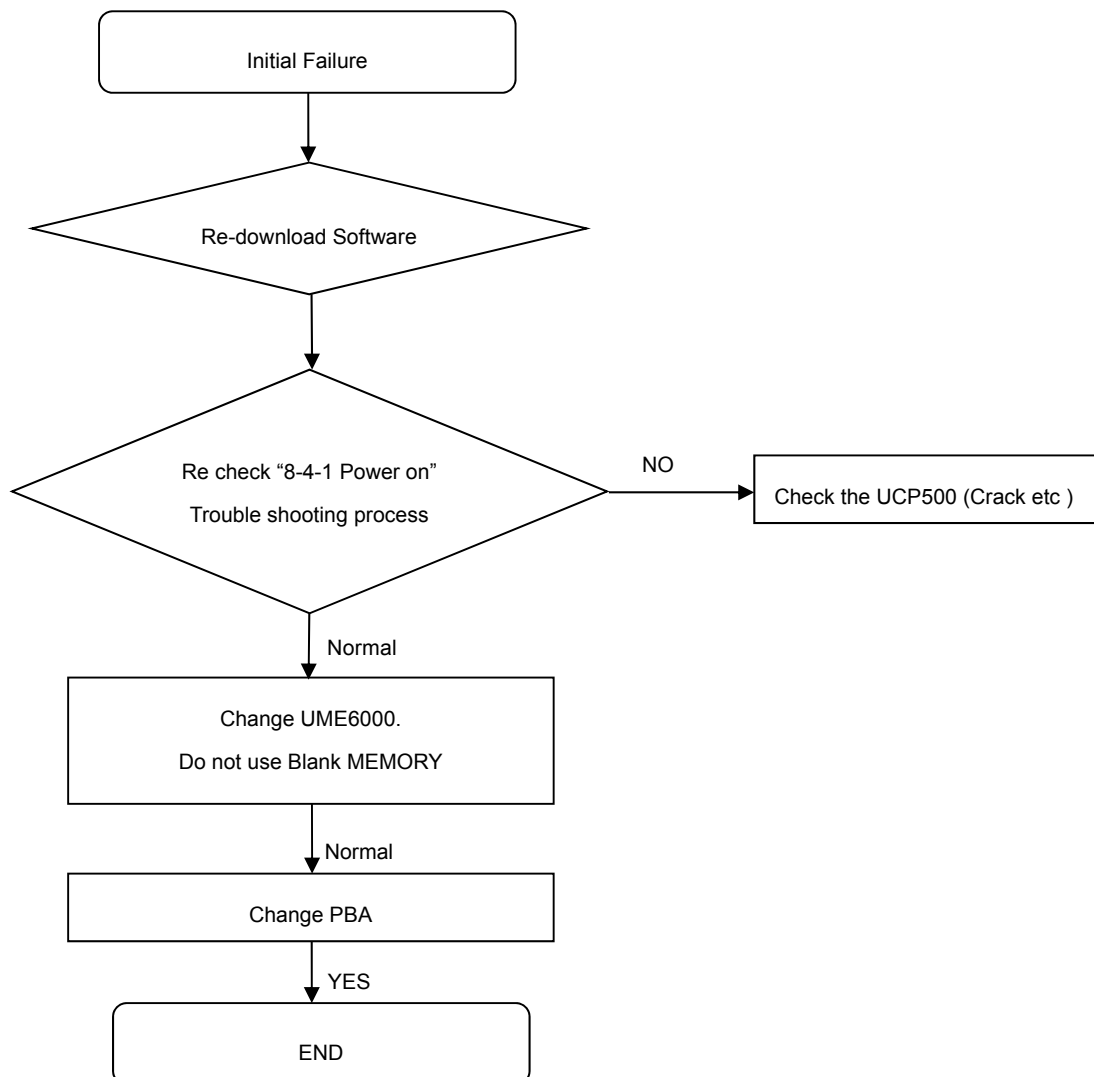 Initial Failure
Re-download Software
Re check “8-4-1 Power on”
Trouble shooting process
NO
Check the UCP500 (Crack etc )
Normal
Change UME6000.
Do not use Blank MEMORY
Normal
Change PBA
YES
END